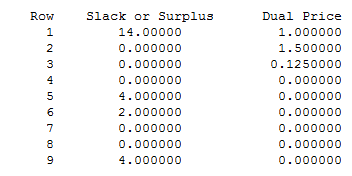 Row Slack or Surplus Dual Price
1 14.00000 1.000000
2 0.000000 1.500000
3 0.000000 0.1250000
4 0.000000 0.000000
5 4.000000 0.000000
6 2.000000 0.000000
7 0.000000 0.000000
8 0.000000 0.000000
9 4.000000 0.000000